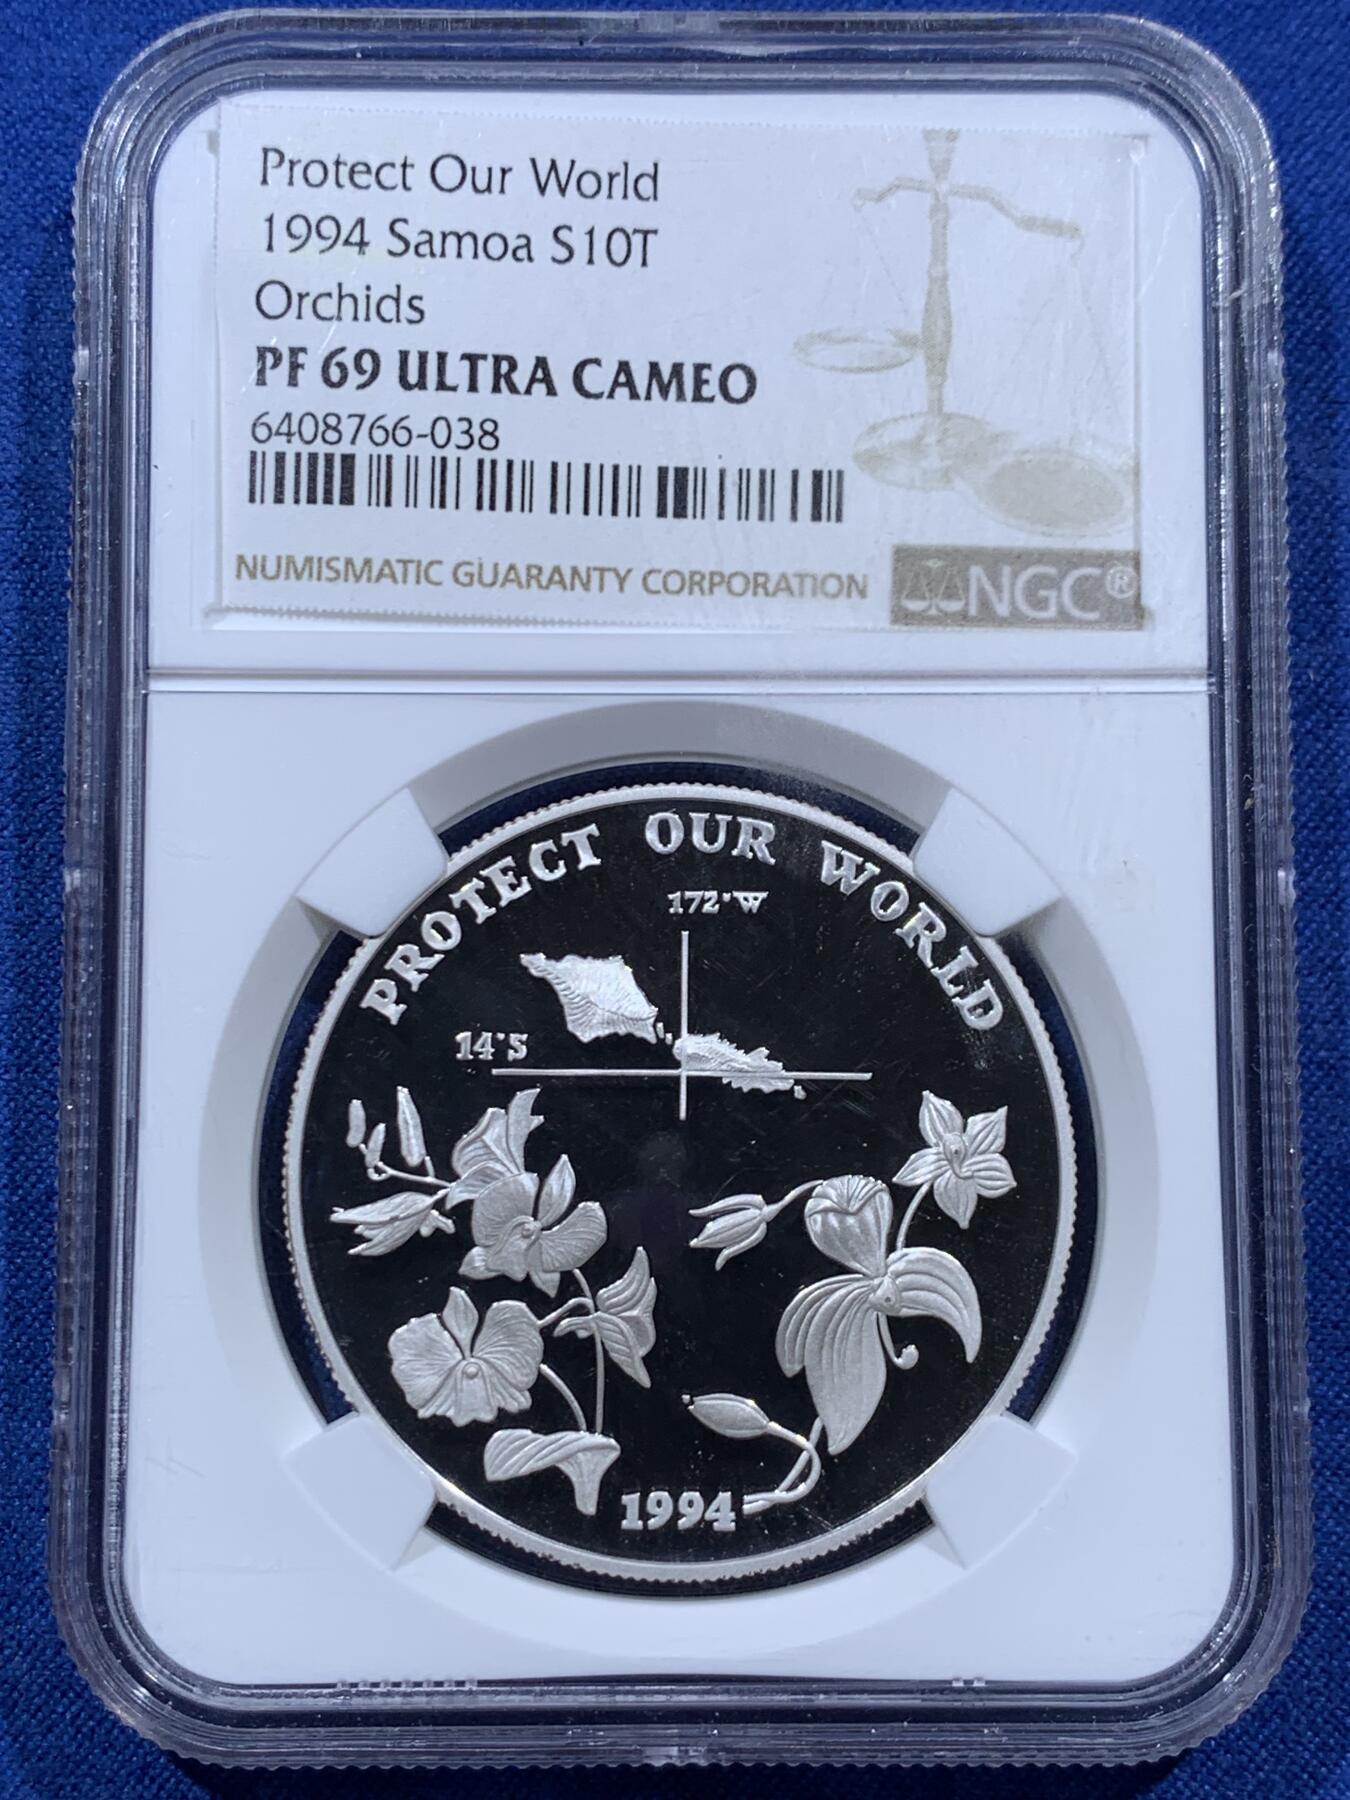 Protect Our World
1994 Samoa S10T
Orchids
PF 69 ULTRA CAMEO
6408766-038
NUMISMATIC GUARANTY CORPORATION
NGC®
PROTECT OUR WORLD
172°W
14°S
1994